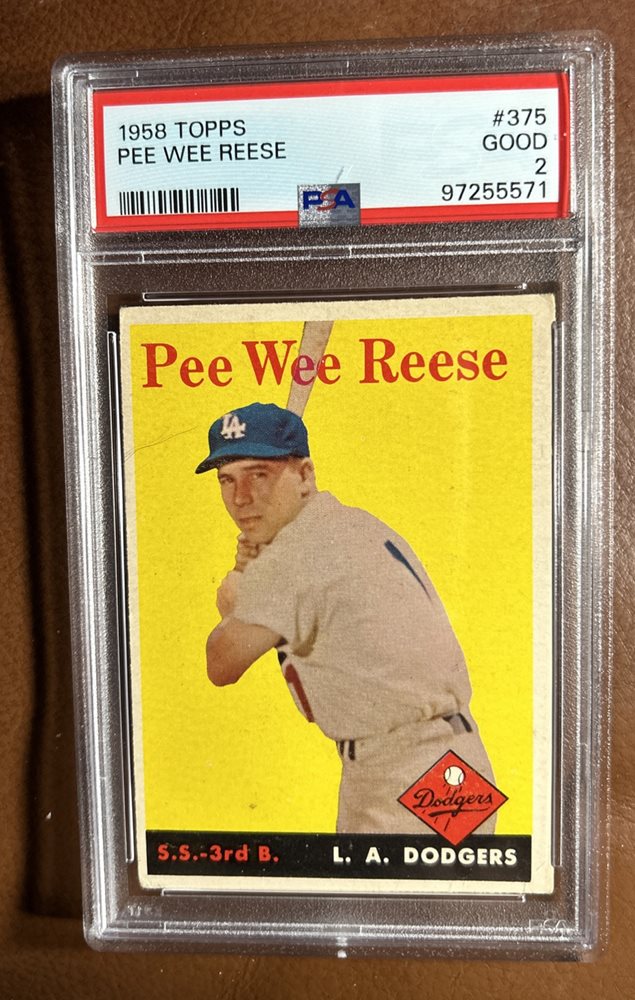 1958 TOPPS #375
PEE WEE REESE GOOD
2
PSA 97255571
Pee Wee Reese
LA
Dodgers
S.S.-3rd B. L. A. DODGERS